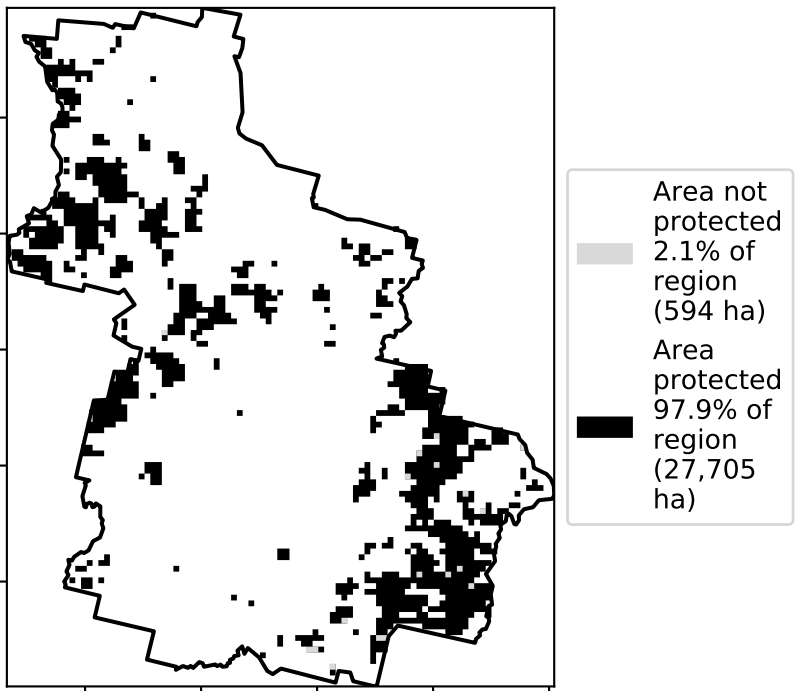 Area not
protected
2.1% of
region
(594 ha)
Area
protected
97.9% of
region
(27,705
ha)